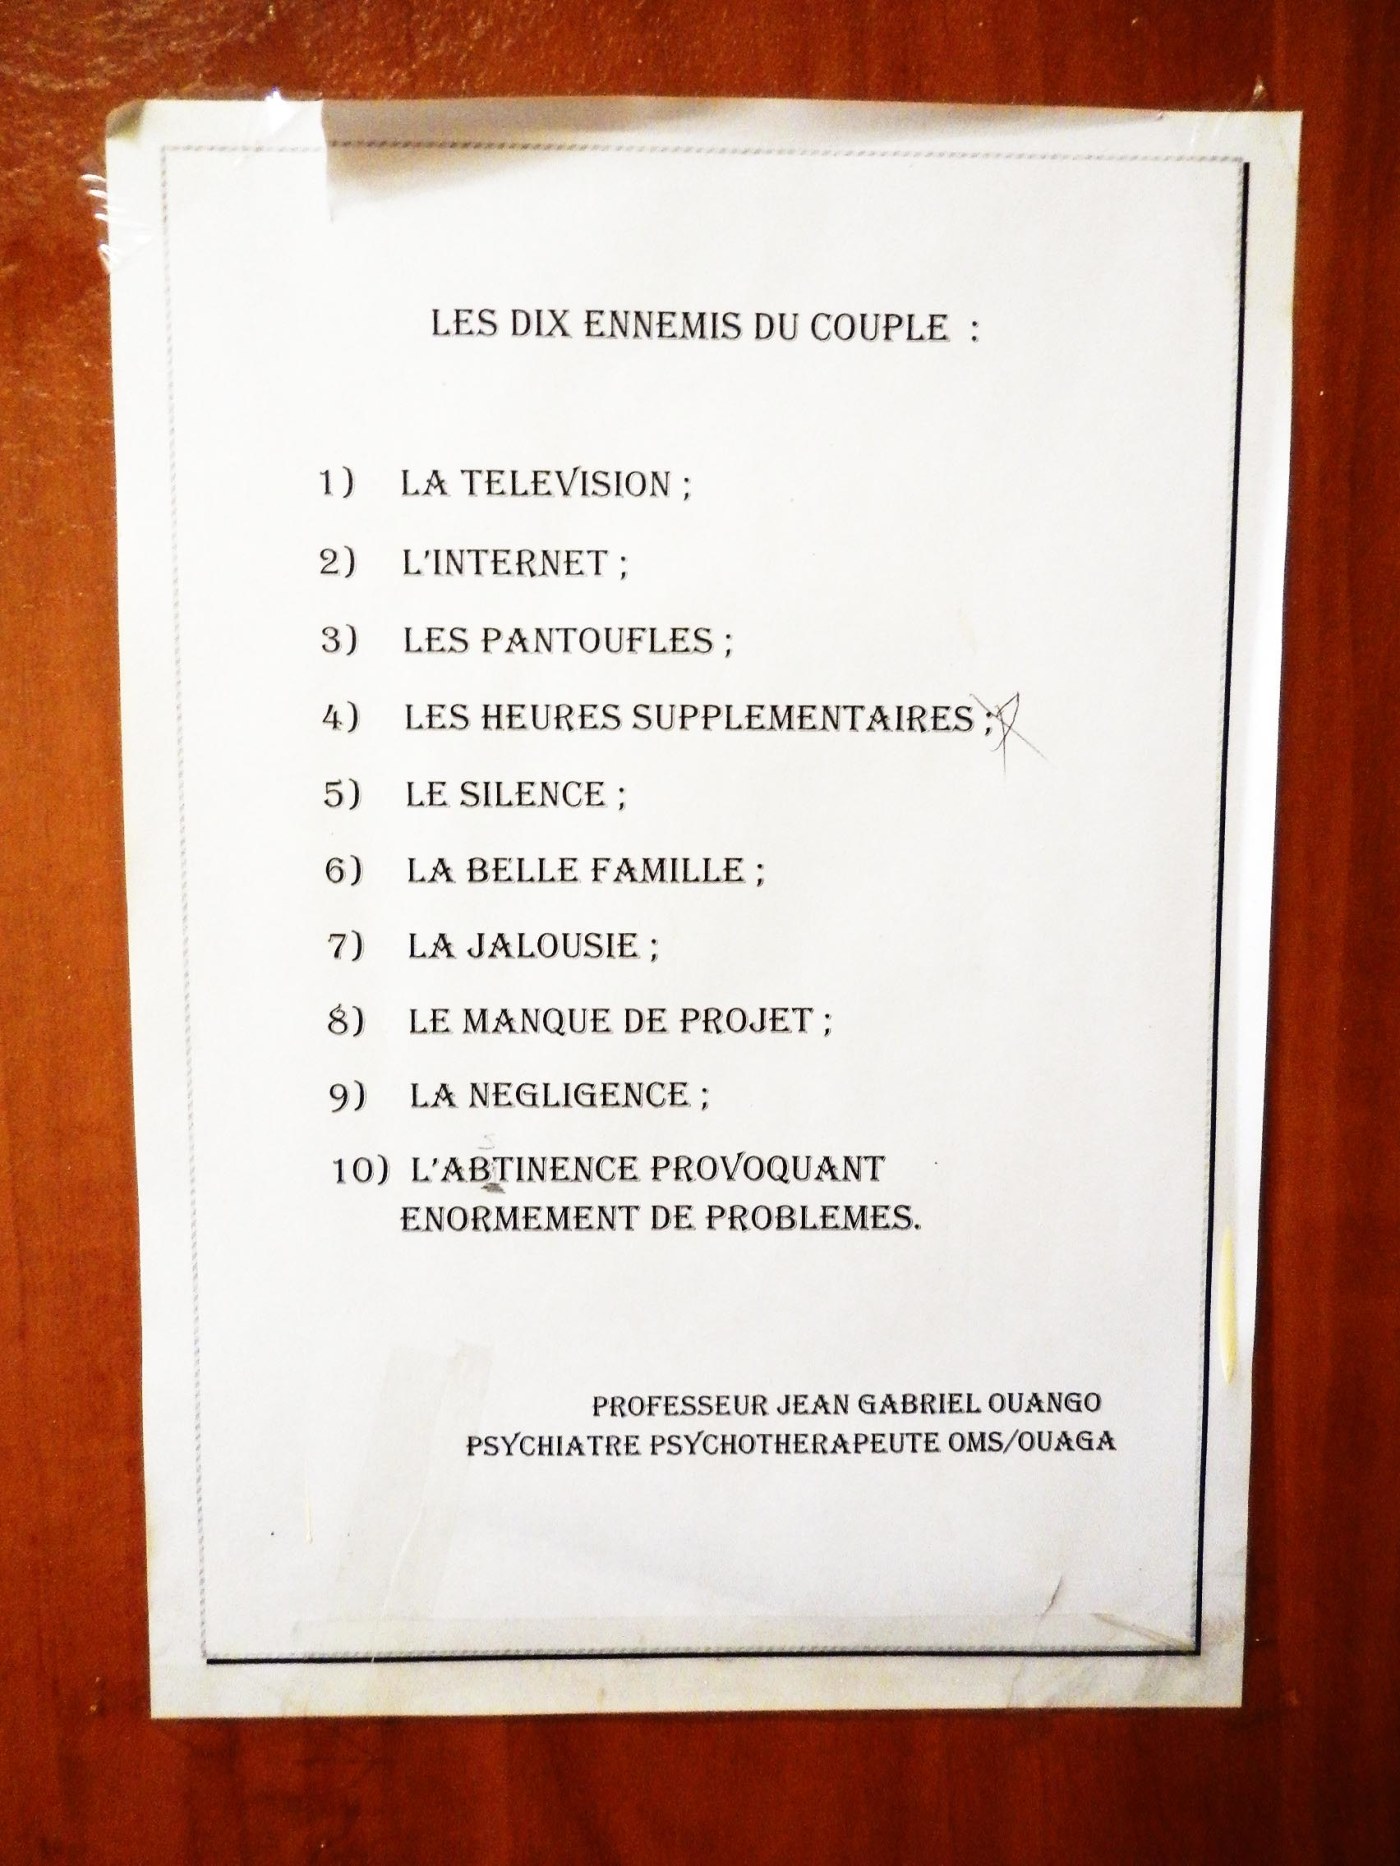 LES DIX ENNEMIS DU COUPLE :
1) LA TELEVISION ;
2) L'INTERNET ;
3) LES PANTOUFLES ;
4) LES HEURES SUPPLEMENTAIRES ;
5) LE SILENCE ;
6) LA BELLE FAMILLE ;
7) LA JALOUSIE ;
8) LE MANQUE DE PROJET ;
9) LA NEGLIGENCE ;
10) L'ABTINENCE PROVOQUANT
ENORMEMENT DE PROBLEMES.
PROFESSEUR JEAN GABRIEL OUANGO
PSYCHIATRE PSYCHOTHERAPEUTE OMS/OUAGA